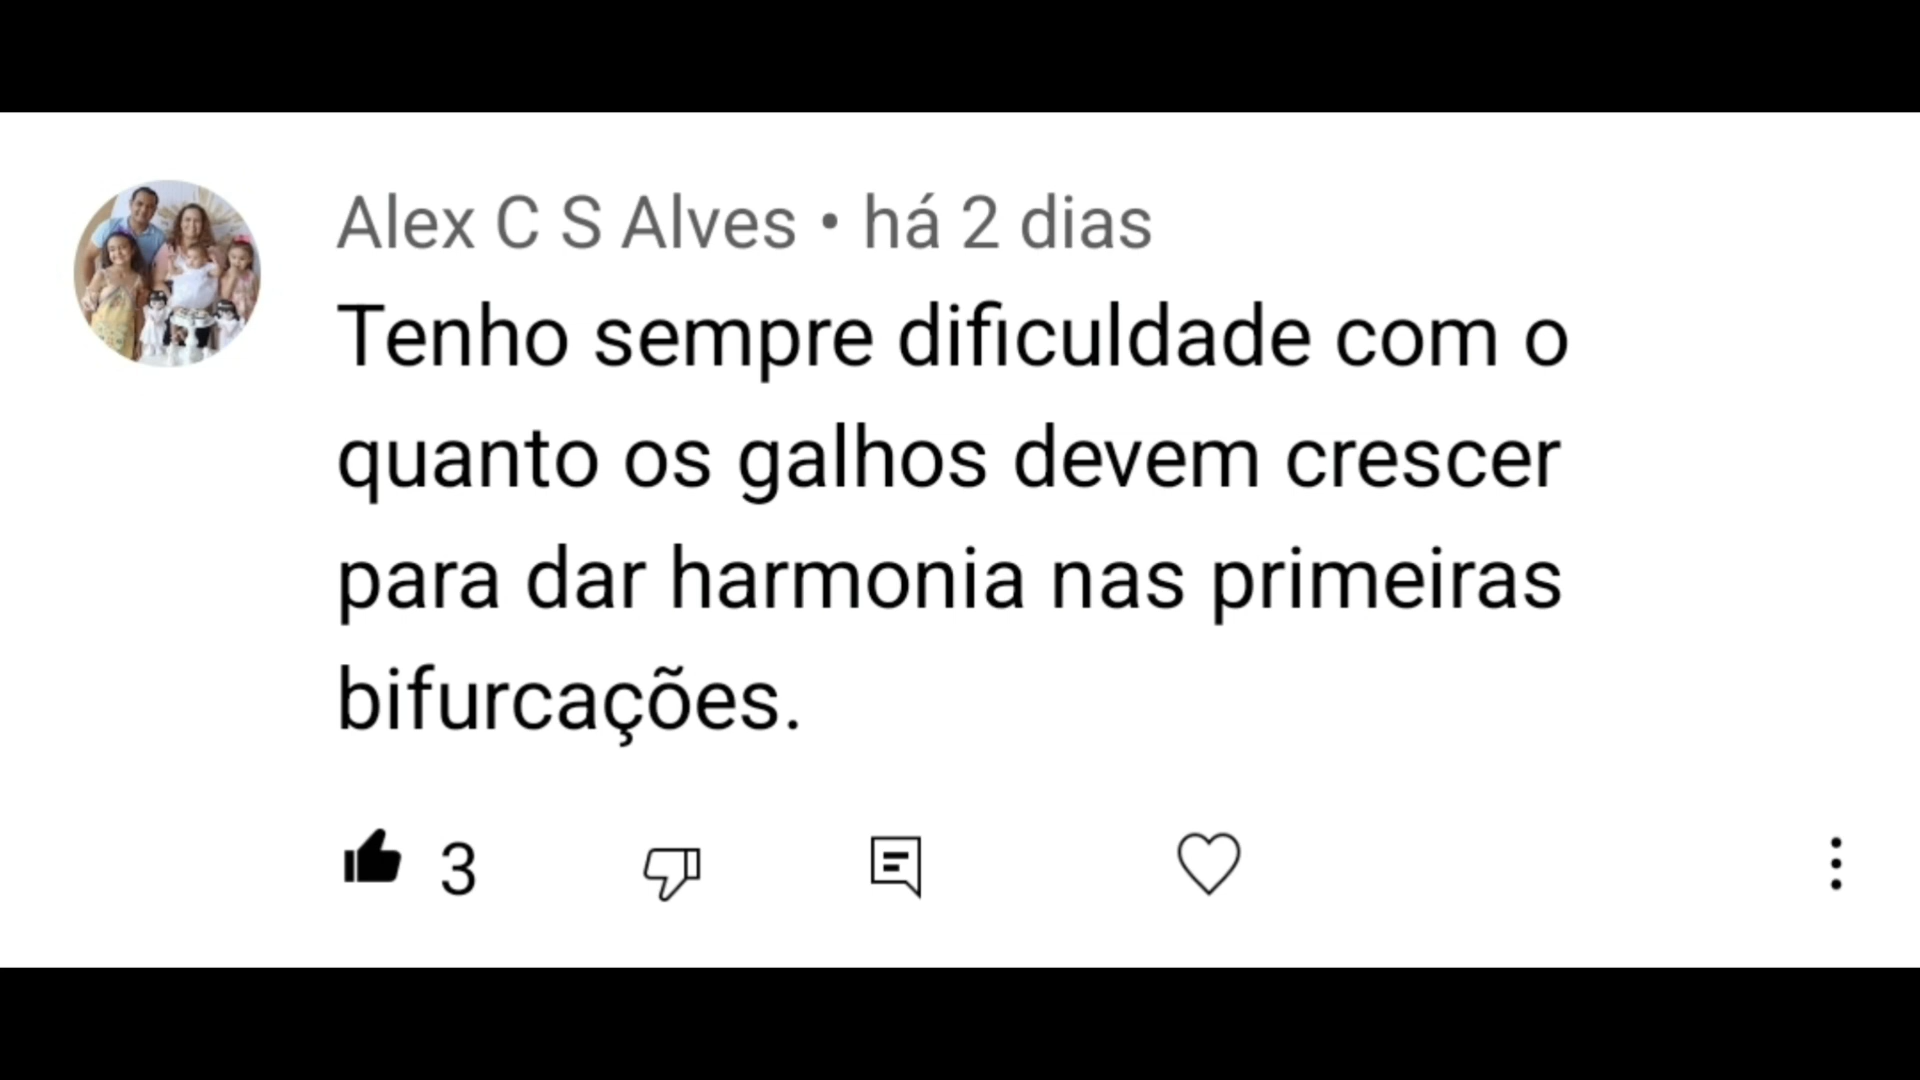 Alex C S Alves • há 2 dias
Tenho sempre dificuldade com o
quanto os galhos devem crescer
para dar harmonia nas primeiras
bifurcações.
3